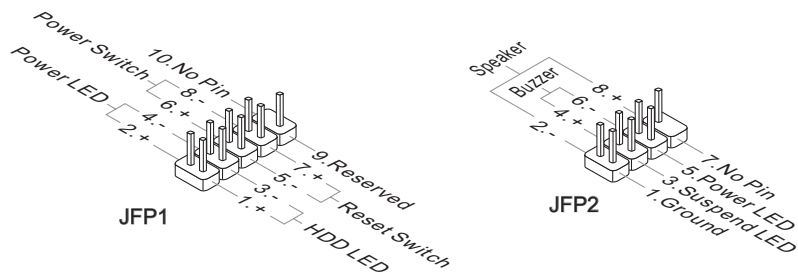 10.No Pin
Power Switch
8.-
6.+
Power LED
4.-
2.+
9.Reserved
7.+
5.-
Reset Switch
3.-
1.+
HDD LED
JFP1
Speaker
8.+
Buzzer
6.-
4.+
2.-
7.No Pin
5.Power LED
3.Suspend LED
1.Ground
JFP2